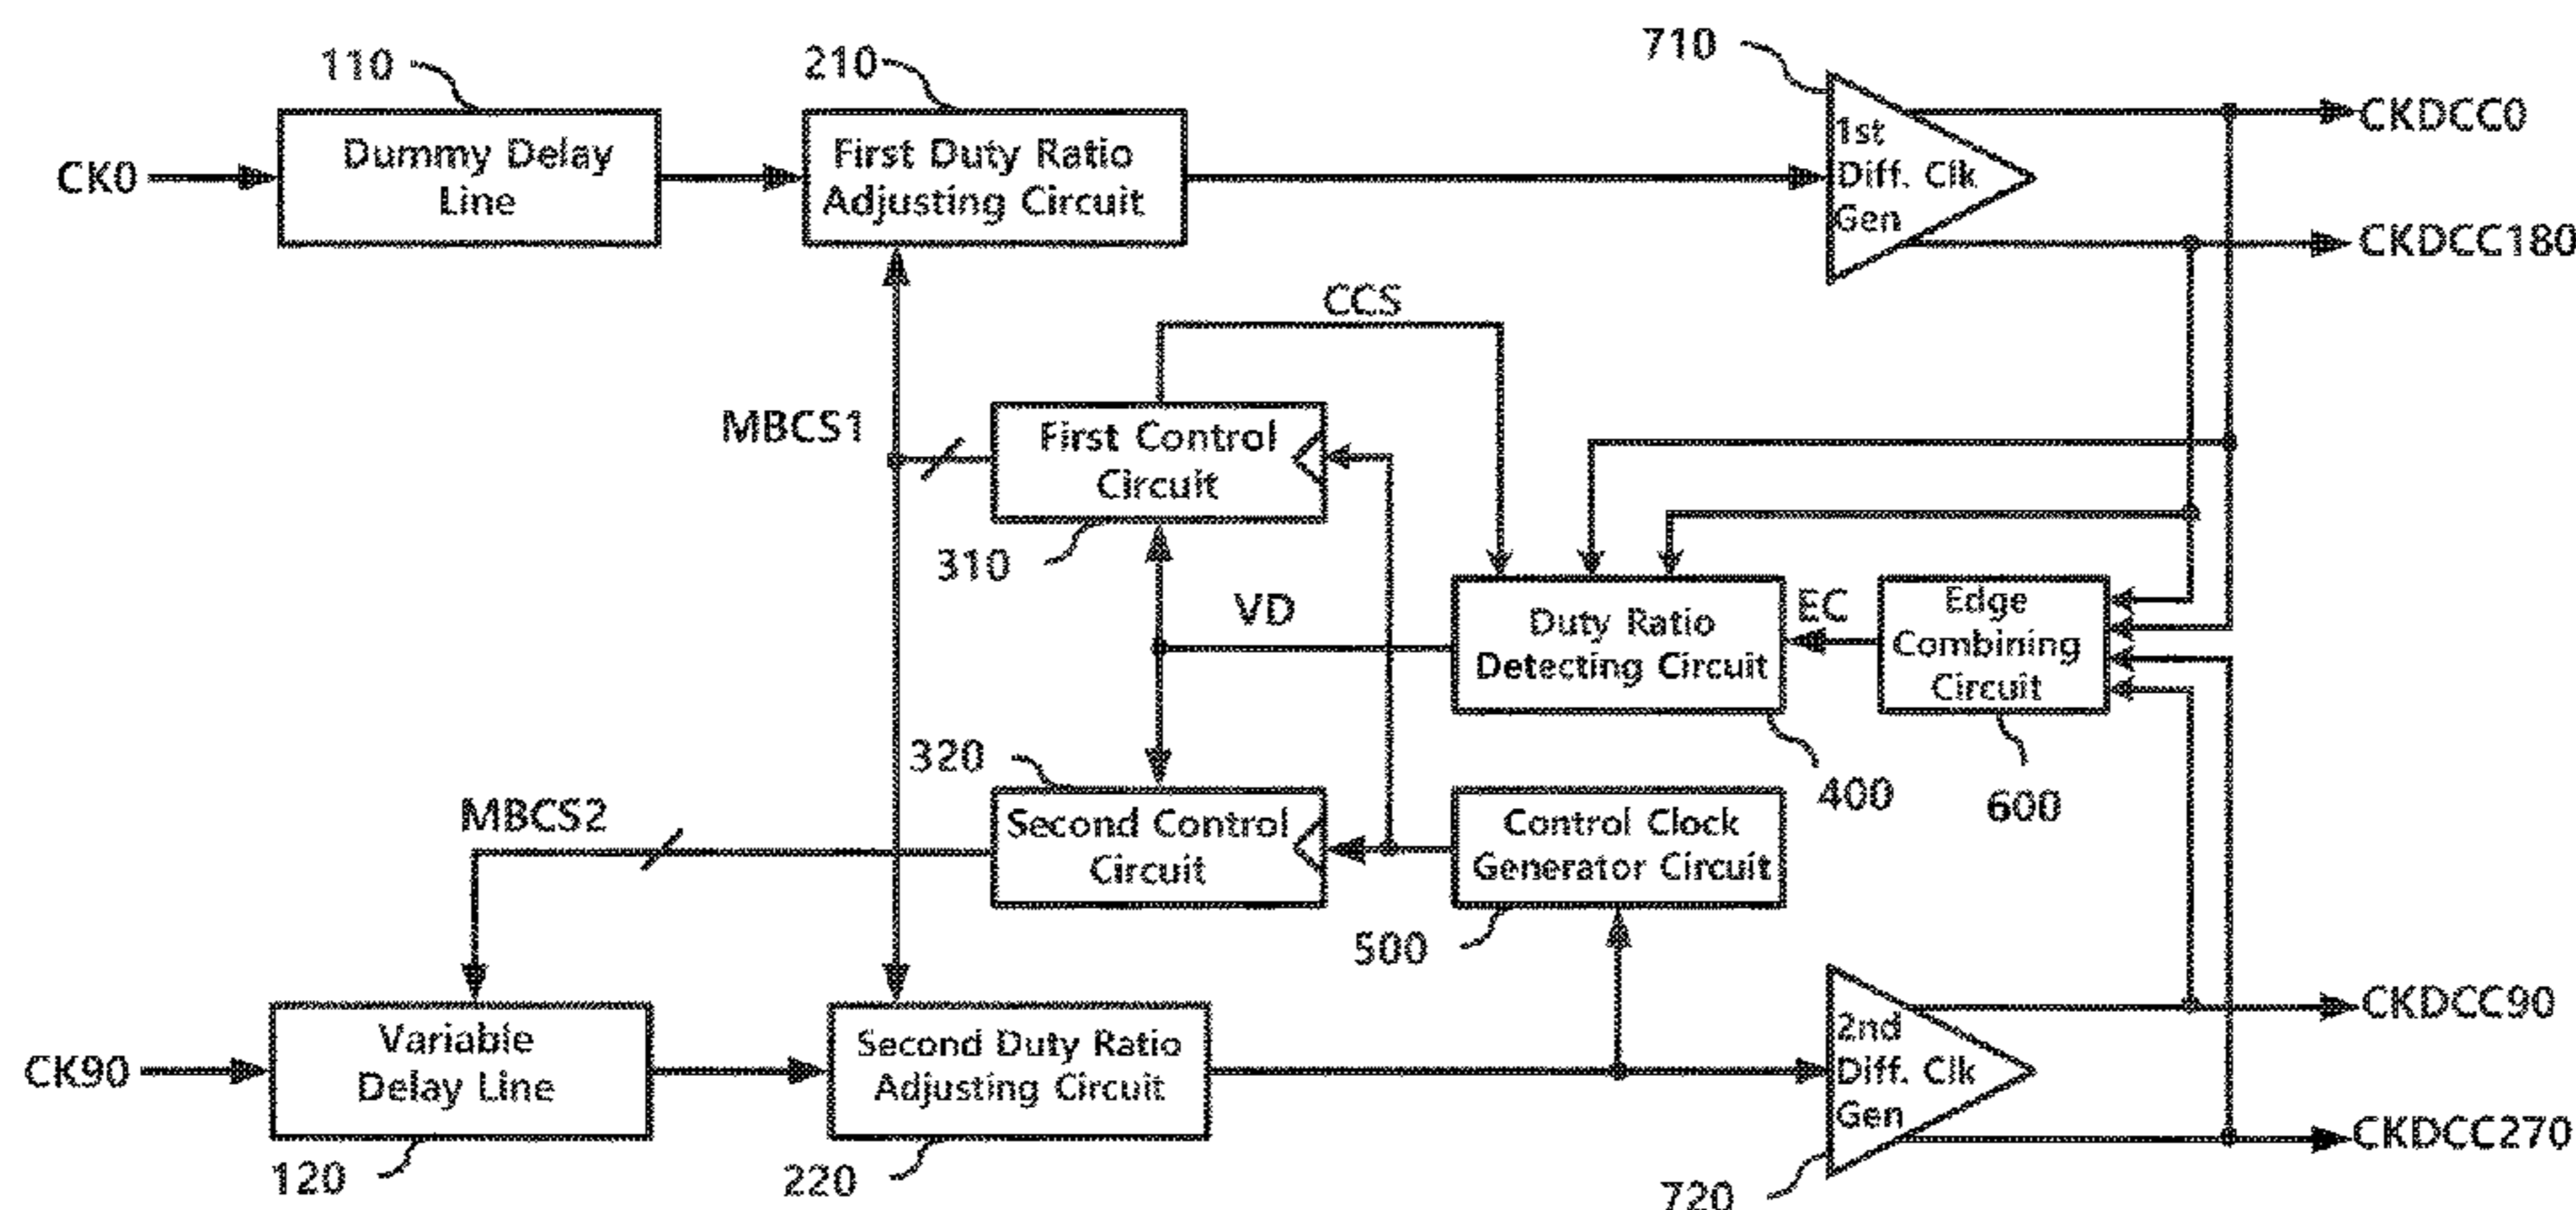 110
210
710
CK0
Dummy Delay
Line
First Duty Ratio
Adjusting Circuit
1st
Diff. Clk
Gen
CKDCC0
CKDCC180
CCS
MBCS1
First Control
Circuit
310
VD
Duty Ratio
Detecting Circuit
EC
Edge
Combining
Circuit
320
400
600
MBCS2
Second Control
Circuit
Control Clock
Generator Circuit
500
CK90
Variable
Delay Line
Second Duty Ratio
Adjusting Circuit
2nd
Diff. Clk
Gen
CKDCC90
CKDCC270
120
220
720